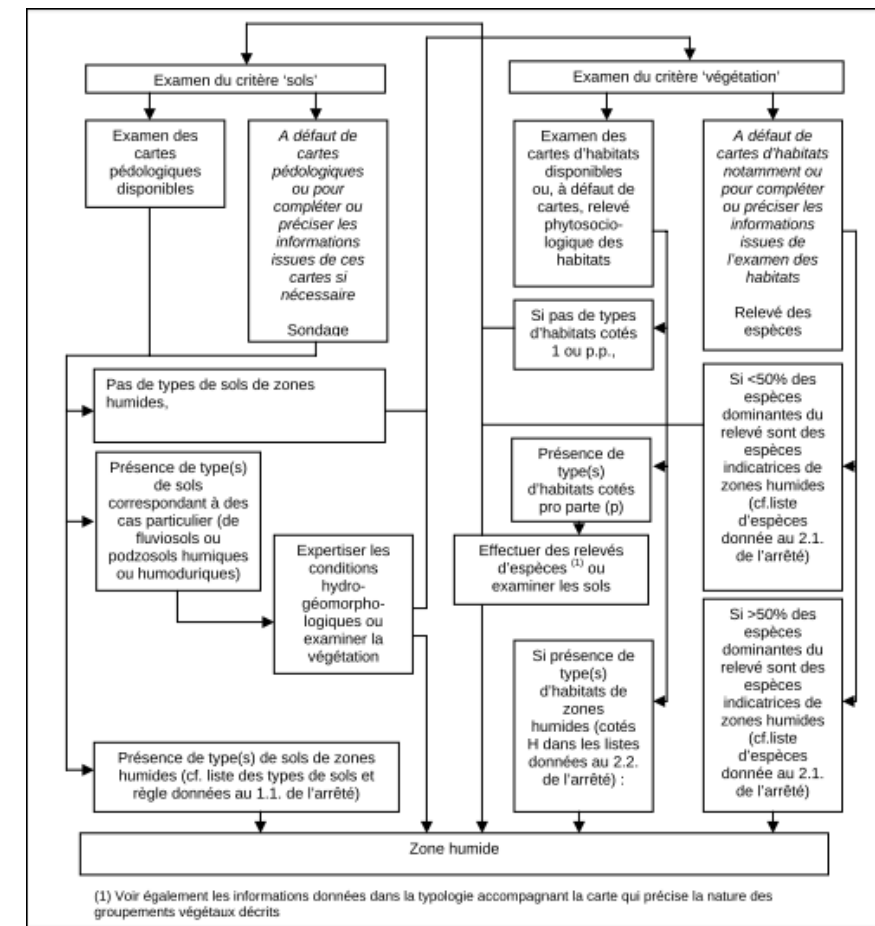 Examen du critère 'sols'
Examen du critère 'végétation'
Examen des
cartes
pédologiques
disponibles
A défaut de
cartes
pédologiques
ou pour
compléter ou
préciser les
informations
issues de ces
cartes si
nécessaire
Sondage
Examen des
cartes d'habitats
disponibles
ou, à défaut de
cartes, relevé
phytosocio-
logique des
habitats
A défaut de
cartes d'habitats
notamment ou
pour compléter
ou préciser les
informations
issues de
l'examen des
habitats
Relevé des
espèces
Si pas de types
d'habitats cotés
1 ou p.p.,
Pas de types de sols de zones
humides,
Si <50% des
espèces
dominantes du
relevé sont des
espèces
indicatrices de
zones humides
(cf.liste
d'espèces
donnée au 2.1.
de l'arrêté)
Présence de
type(s)
d'habitats cotés
pro parte (p)
Présence de type(s)
de sols
correspondant à des
cas particulier (de
fluviosols ou
podzosols humiques
ou humoduriques)
Expertiser les
conditions
hydro-
géomorpho-
logiques ou
examiner la
végétation
Effectuer des relevés
d'espèces (1) ou
examiner les sols
Si >50% des
espèces
dominantes du
relevé sont des
espèces
indicatrices de
zones humides
(cf.liste
d'espèces
donnée au 2.1.
de l'arrêté)
Si présence de
type(s)
d'habitats de
zones
humides (cotés
H dans les listes
données au 2.2.
de l'arrêté) :
Présence de type(s) de sols de zones
humides (cf. liste des types de sols et
règle données au 1.1. de l'arrêté)
Zone humide
(1) Voir également les informations données dans la typologie accompagnant la carte qui précise la nature des
groupements végétaux décrits